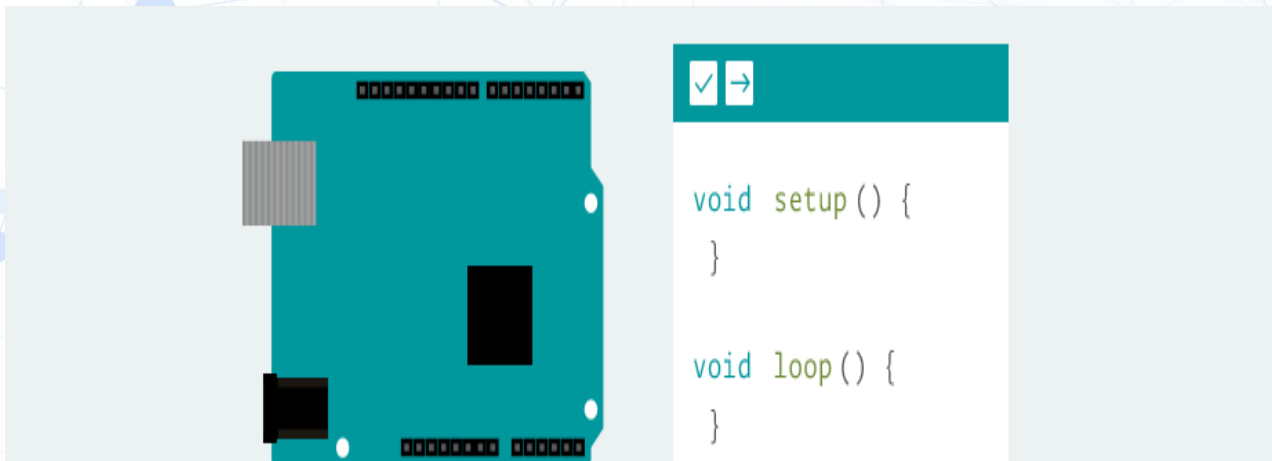 void setup() {
}
void loop() {
}